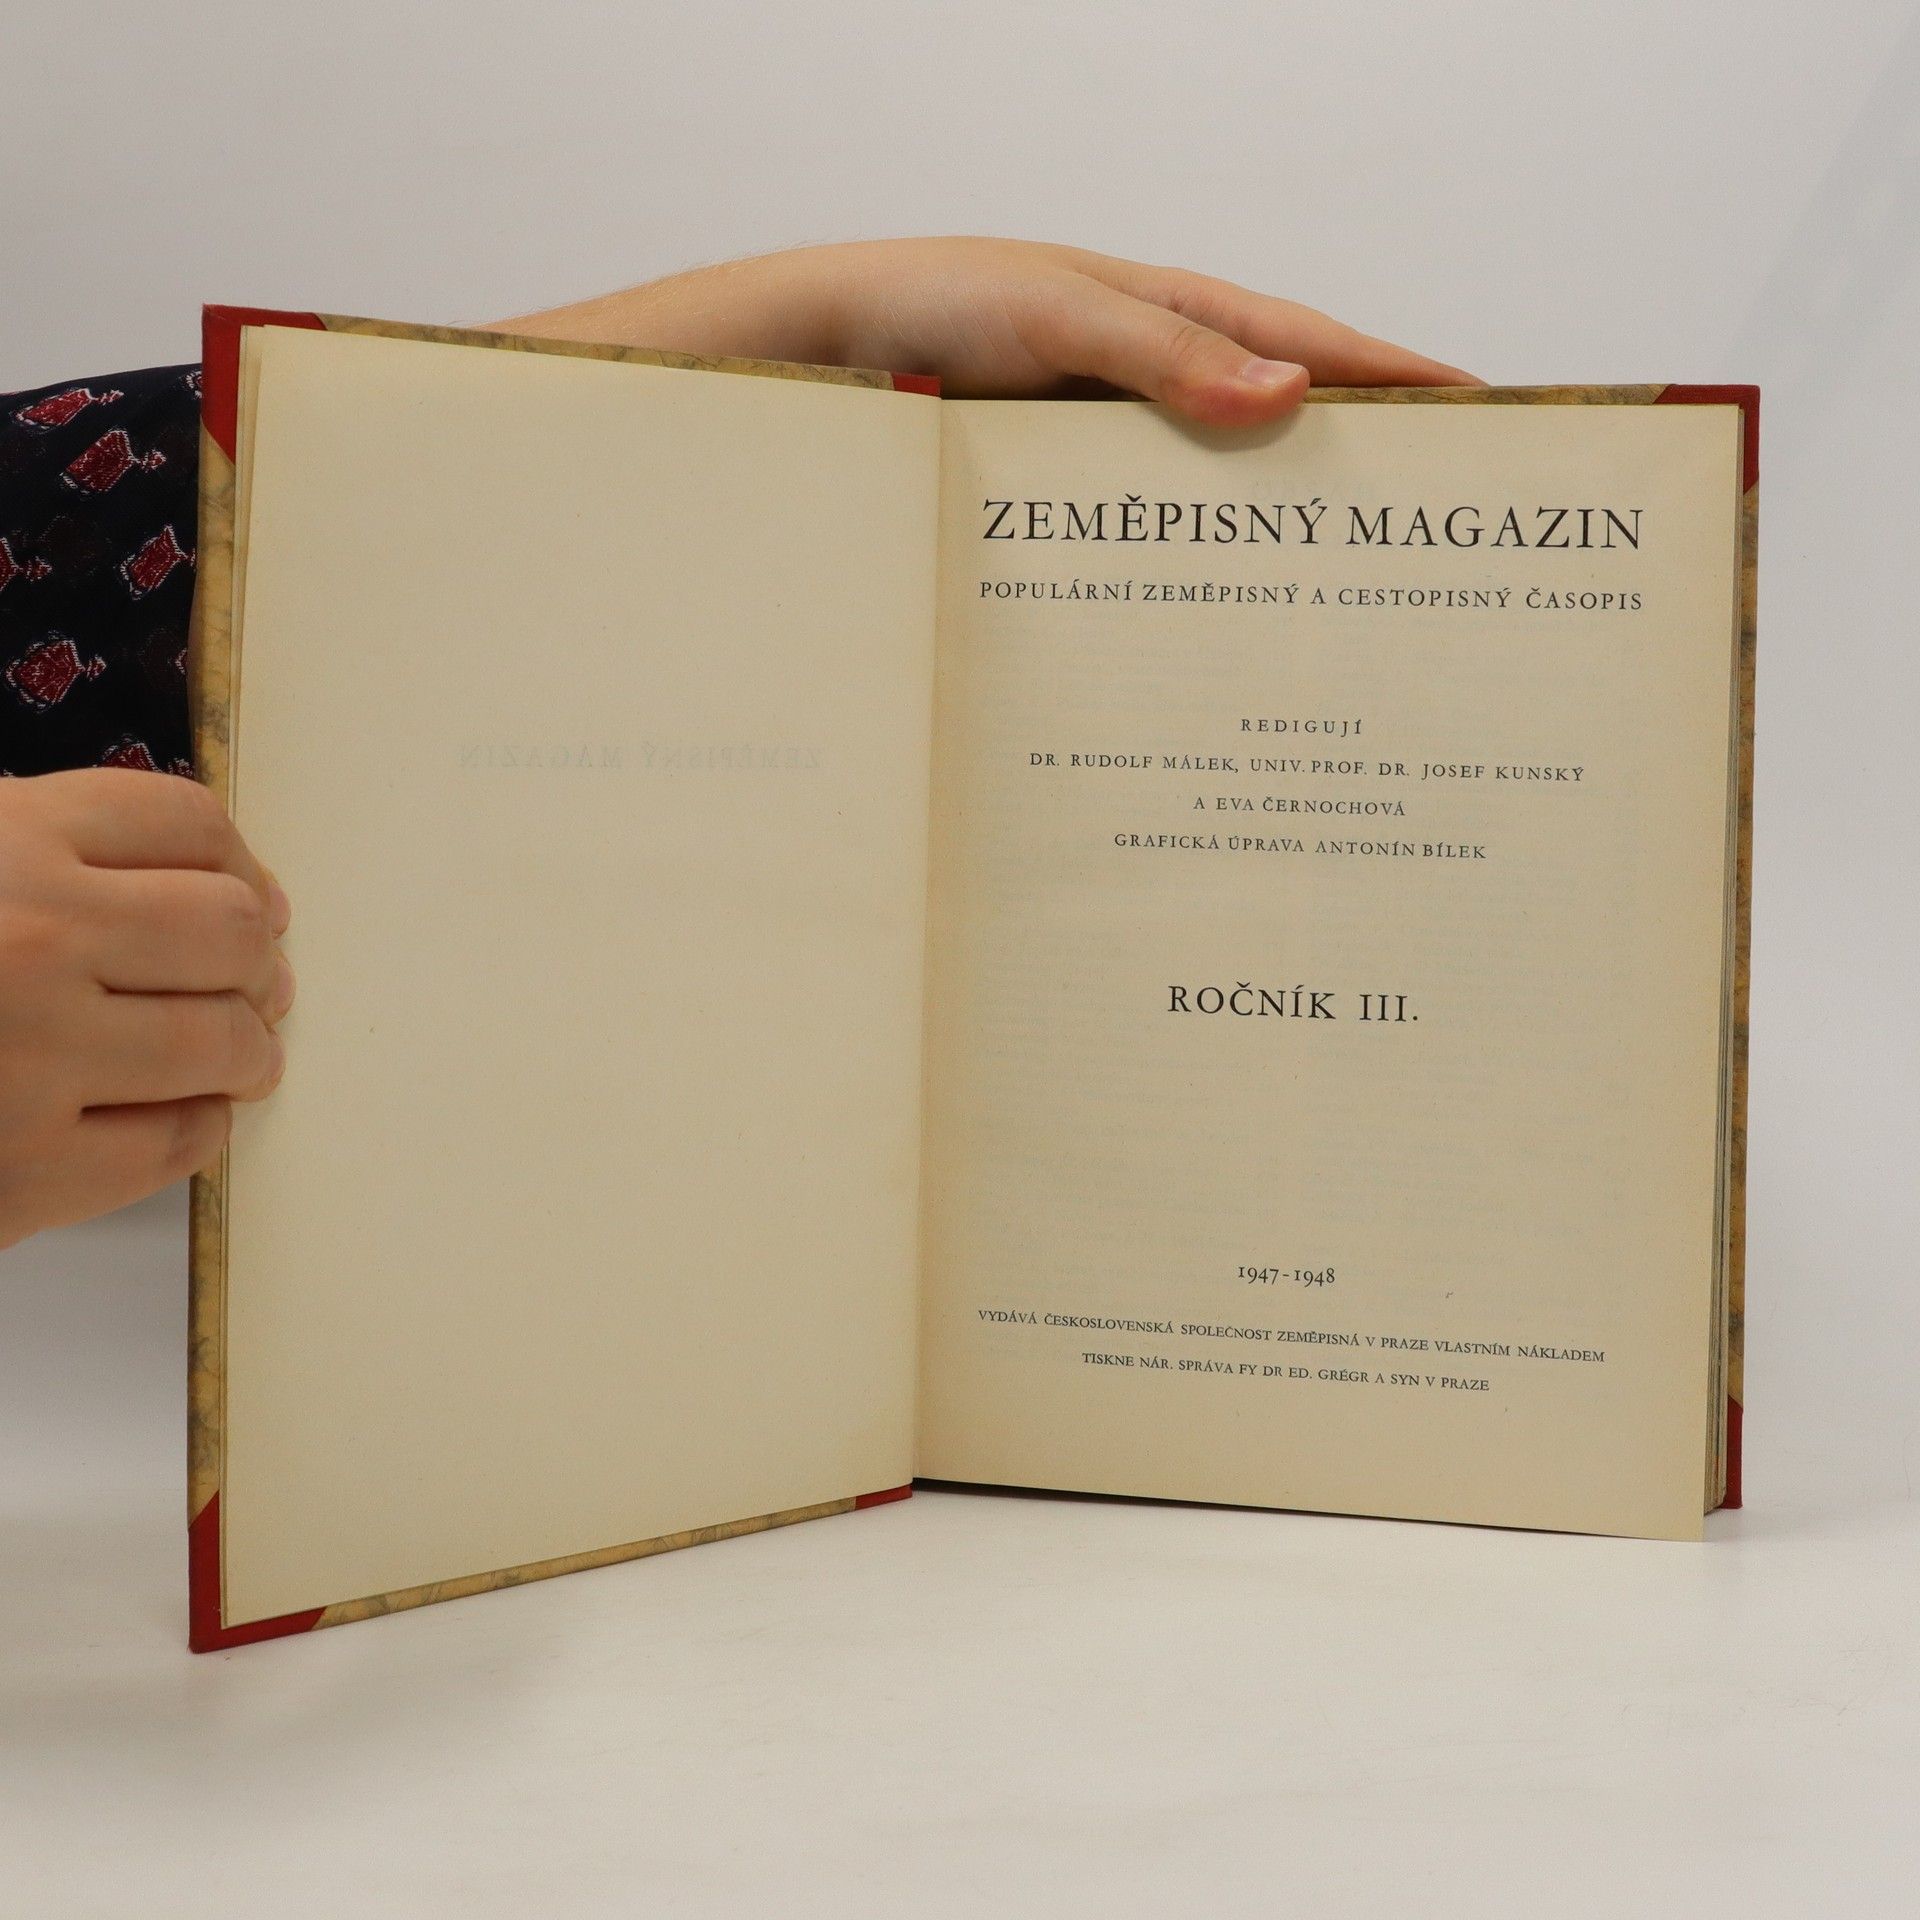 ZEMĚPISNÝ MAGAZIN
ZEMĚPISNÝ MAGAZIN
POPULÁRNÍ ZEMĚPISNÝ A CESTOPISNÝ ČASOPIS
REDIGUJÍ
DR. RUDOLF MÁLEK, UNIV. PROF. DR. JOSEF KUNSKÝ
A EVA ČERNOCHOVÁ
GRAFICKÁ ÚPRAVA ANTONÍN BÍLEK
ROČNÍK III.
1947-1948
VYDÁVÁ ČESKOSLOVENSKÁ SPOLEČNOST ZEMĚPISNÁ V PRAZE VLASTNÍM NÁKLADEM
TISKNE NÁR. SPRÁVA FY DR ED. GRÉGR A SYN V PRAZE